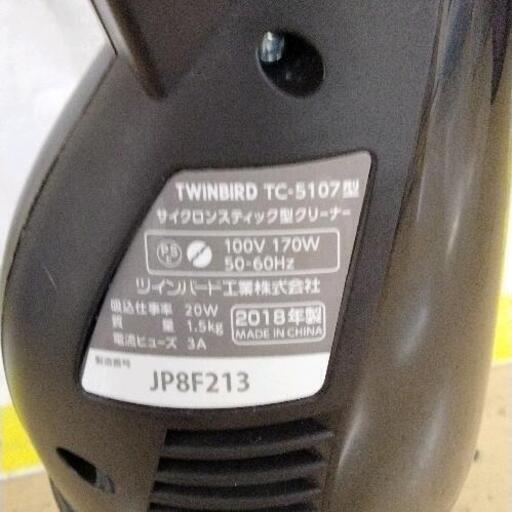 TWINBIRD TC-5107型
サイクロンスティック型クリーナー
PS E 100V 170W
50-60Hz
ツインバード工業株式会社
吸込仕事率 20W
質量 1.5kg
電流ヒューズ 3A
2018年製
MADE IN CHINA
製造番号
JP8F213